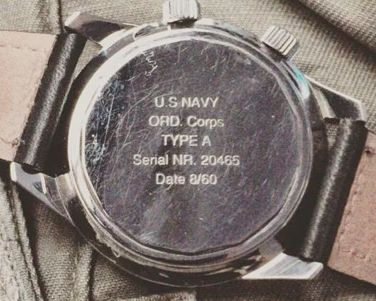 U.S NAVY
ORD. Corps
TYPE A
Serial NR. 20465
Date 8/60